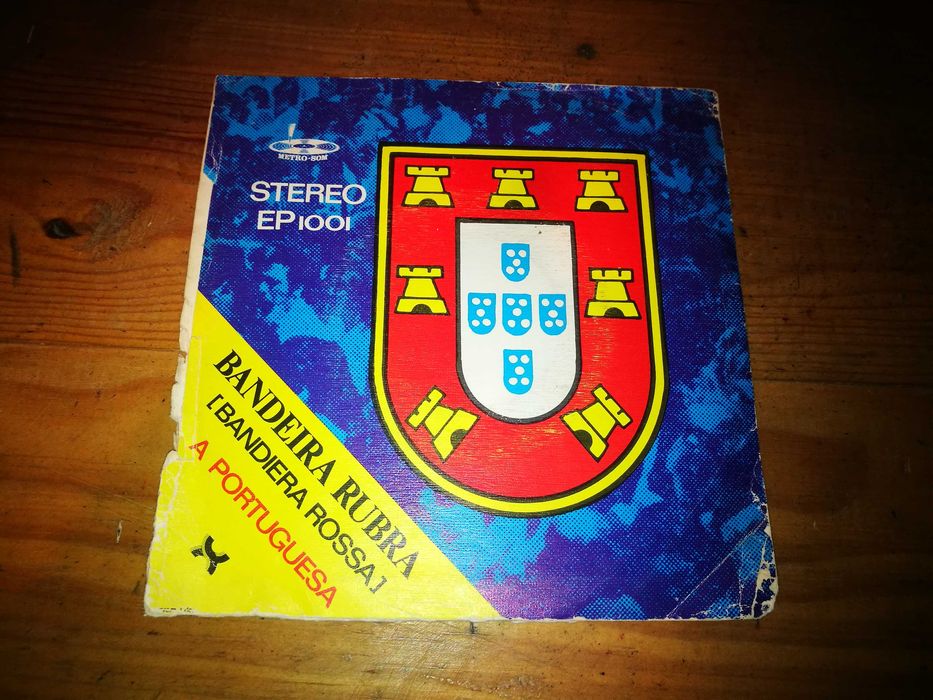 METRO-SOM
STEREO
EP 1001
BANDEIRA RUBRA
[BANDIERA ROSSA]
A PORTUGUESA